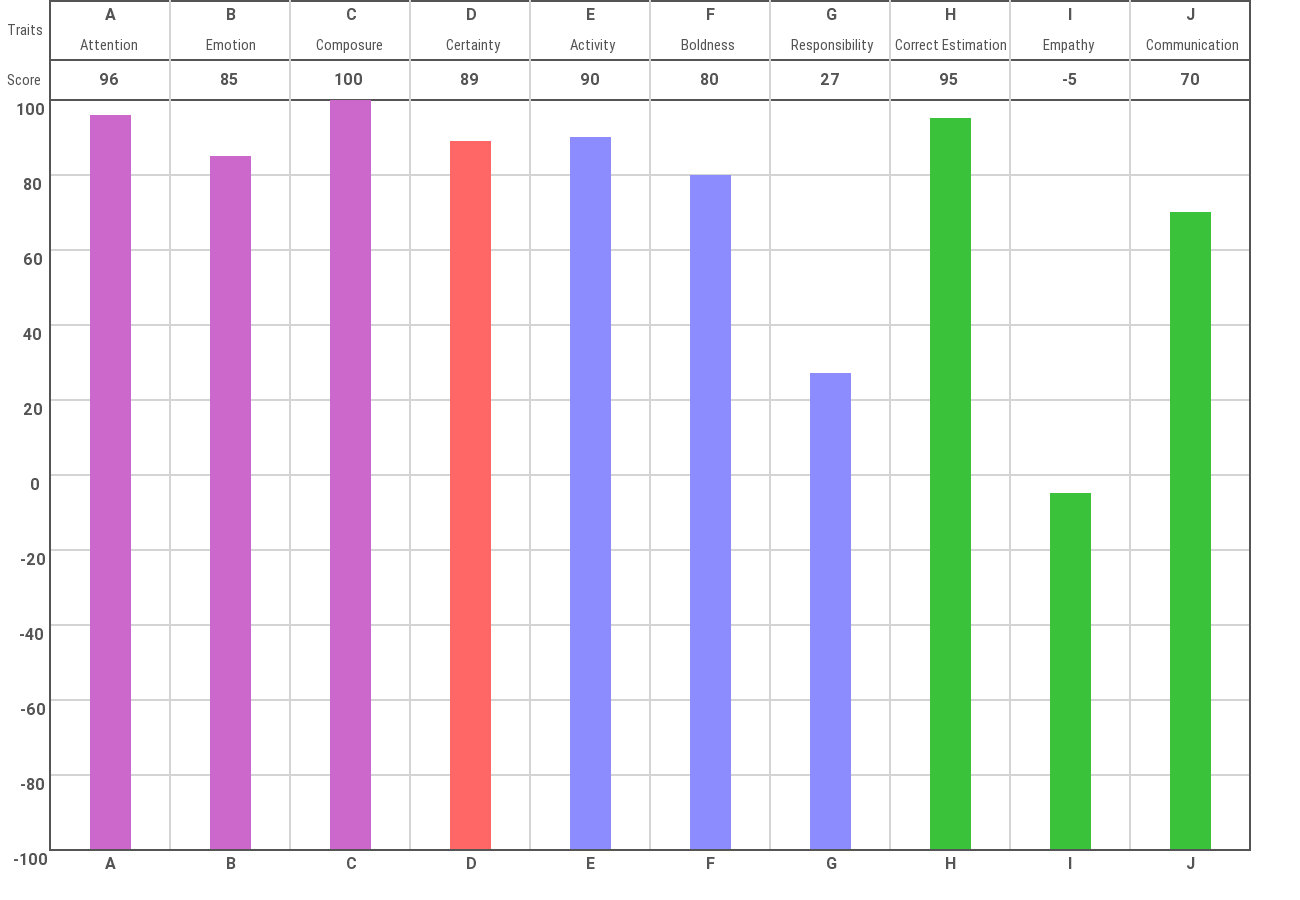 Traits A B C D E F G H I J
Attention Emotion Composure Certainty Activity Boldness Responsibility Correct Estimation Empathy Communication
Score 96 85 100 89 90 80 27 95 -5 70
100
80
60
40
20
0
-20
-40
-60
-80
-100
A B C D E F G H I J